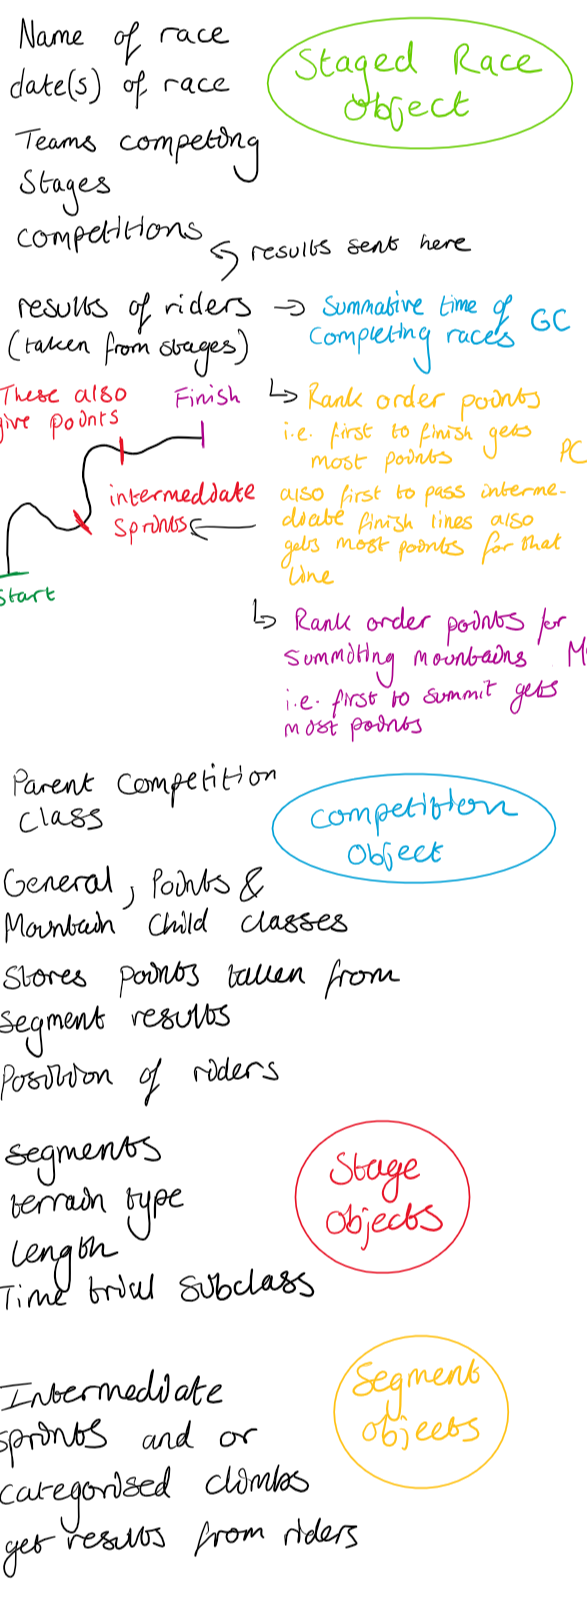 Name of race
date(s) of race
Staged Race
Object
Teams competing
Stages
competitions
results sent here
results of riders
(taken from stages)
Summative time of
completing races
GC
These also
give points
Finish
Rank order points
i.e. first to finish gets
most points
PC
intermediate
sprints
also first to pass interme-
diate finish lines also
gets most points for that
line
Start
Rank order points for
summiting mountains
i.e. first to summit gets
most points
Parent Competition
Class
Competition
Object
General, Points &
Mountain Child classes
Stores points taken from
segment results
Position of riders
Segments
terrain type
length
Time trial subclass
Stage
Objects
Intermediate
sprints and or
categorised climbs
get results from riders
Segment
objects